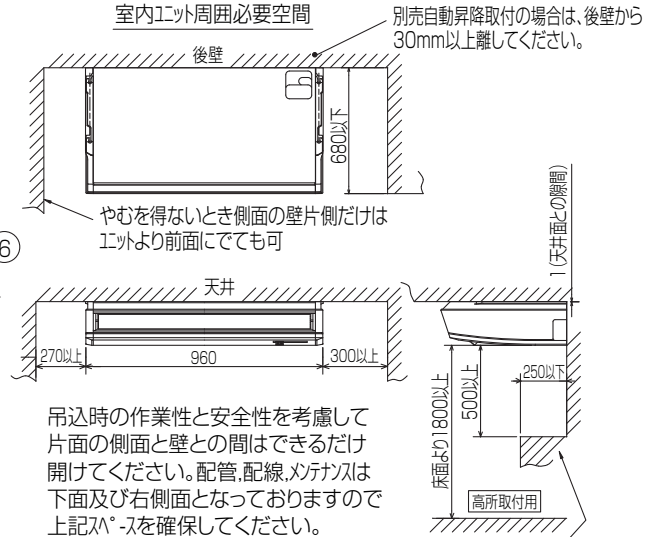 室内ユニット周囲必要空間
別売自動昇降取付の場合は、後壁から
30mm以上離してください。
後壁
680以下
やむを得ないとき側面の壁片側だけは
ユニットより前面にでても可
6
1(天井面との隙間)
天井
270以上
960
300以上
床面より1800以上
500以上
250以下
高所取付用
吊込時の作業性と安全性を考慮して
片面の側面と壁との間はできるだけ
開けてください。配管,配線,メンテナンスは
下面及び右側面となっておりますので
上記スペースを確保してください。